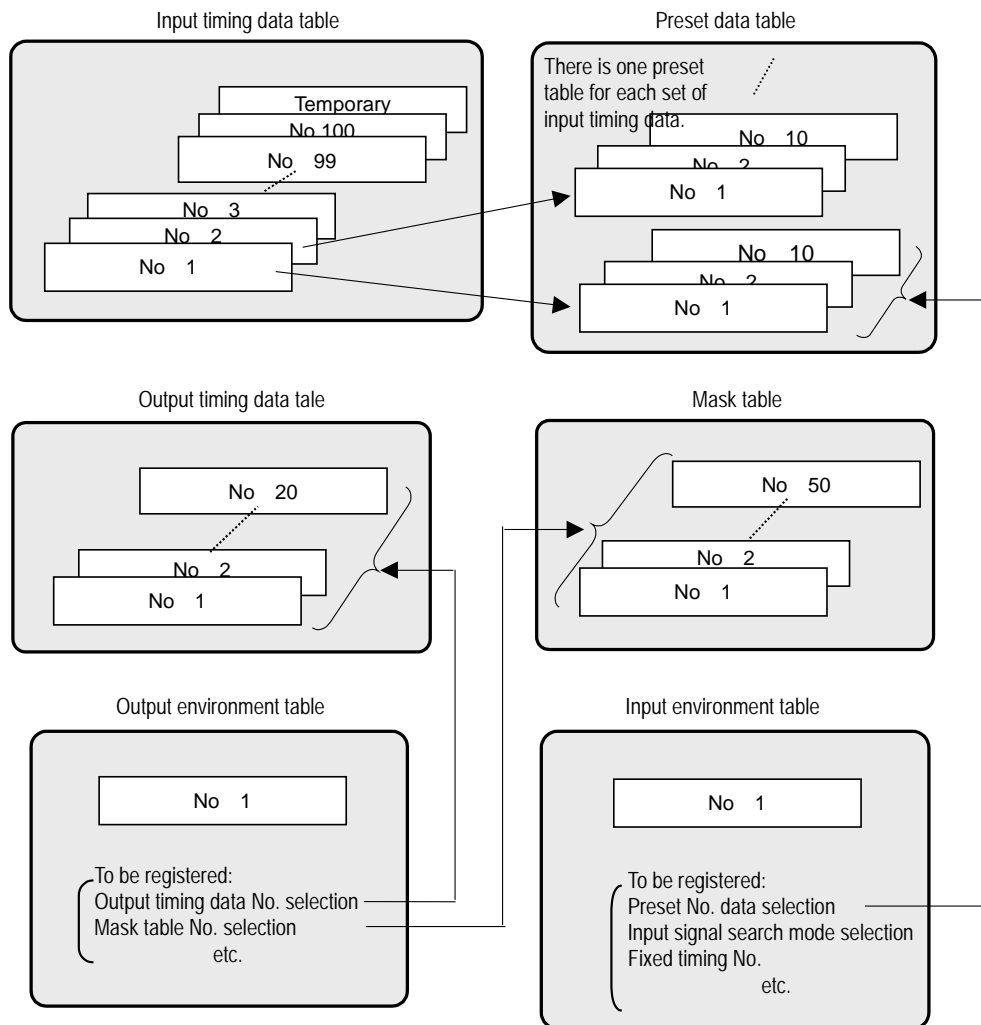 Input timing data table
Temporary
No 100
No 99
No 3
No 2
No 1
Preset data table
There is one preset
table for each set of
input timing data.
No 10
No 2
No 1
No 10
No 2
No 1
Output timing data tale
No 20
No 2
No 1
Mask table
No 50
No 2
No 1
Output environment table
No 1
To be registered:
Output timing data No. selection
Mask table No. selection
etc.
Input environment table
No 1
To be registered:
Preset No. data selection
Input signal search mode selection
Fixed timing No.
etc.